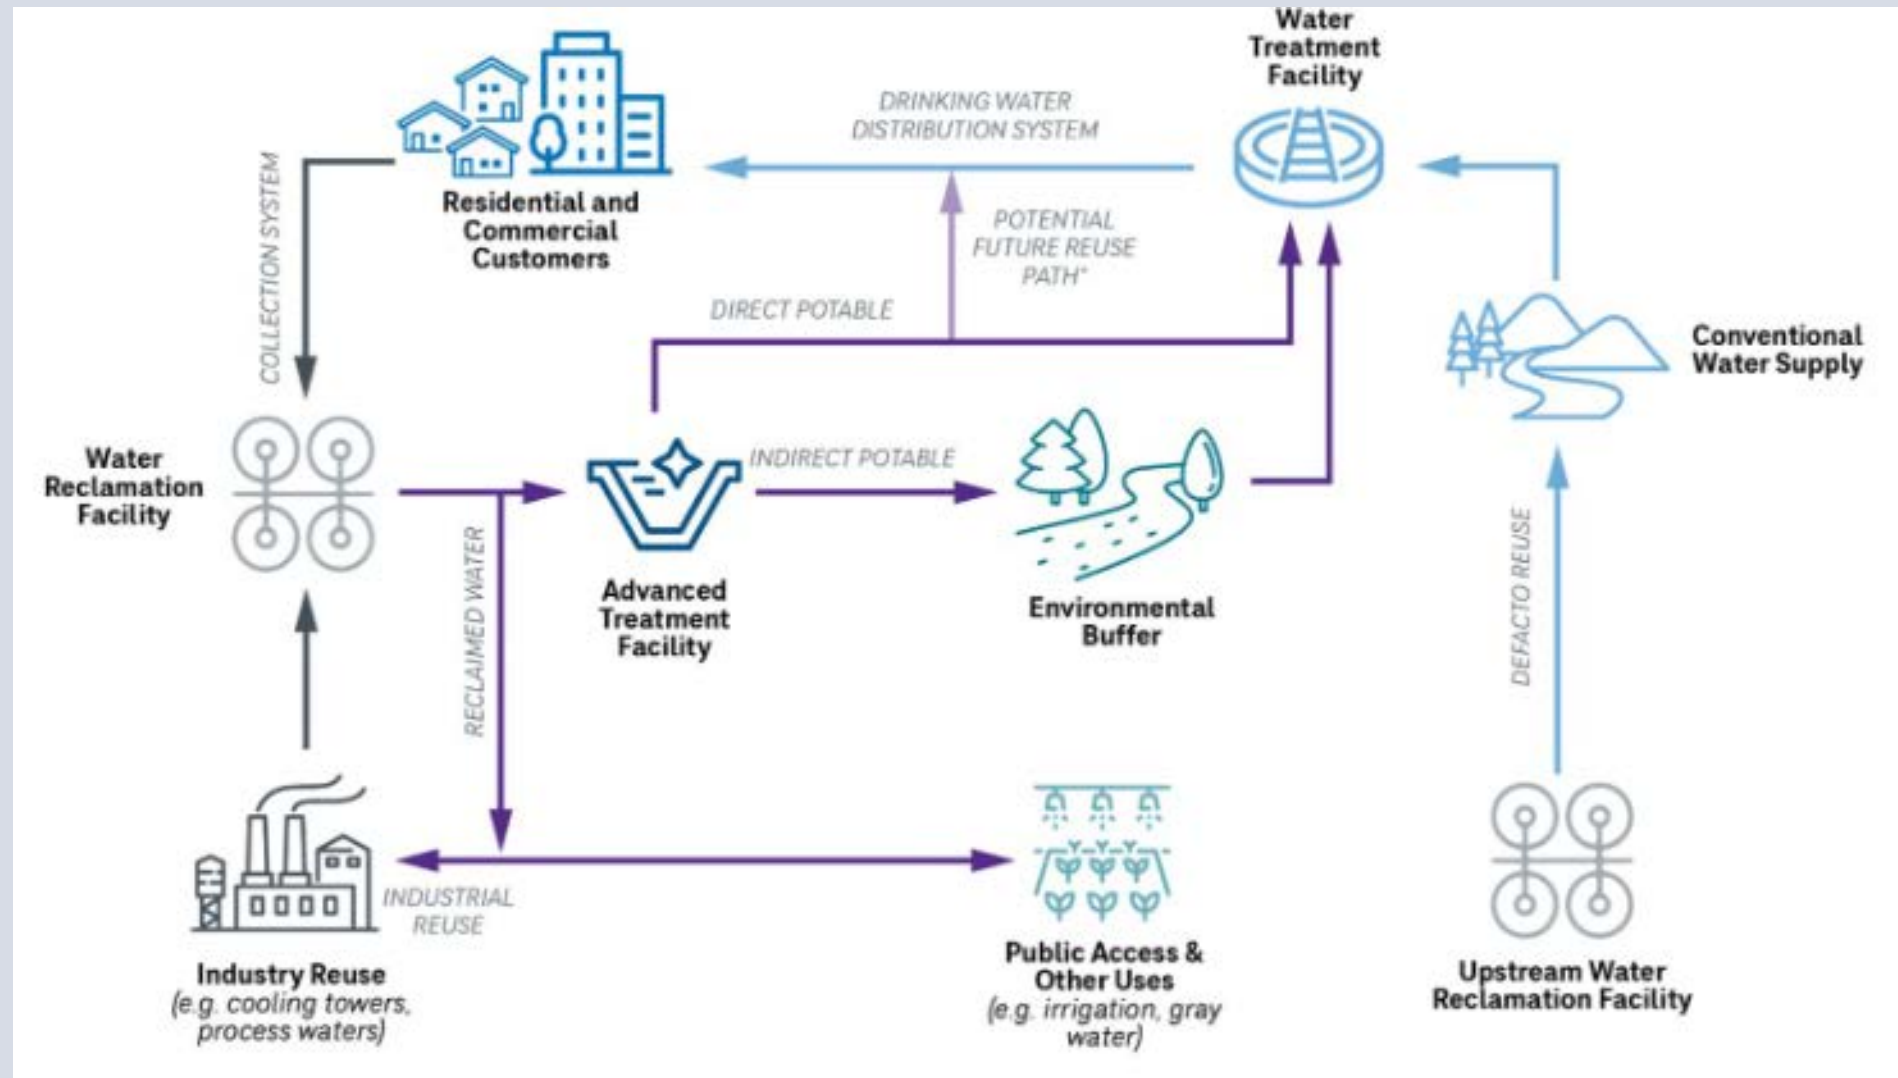 Water
Treatment
Facility
DRINKING WATER
DISTRIBUTION SYSTEM
COLLECTION SYSTEM
Residential and
Commercial
Customers
POTENTIAL
FUTURE REUSE
PATH*
DIRECT POTABLE
Conventional
Water Supply
Water
Reclamation
Facility
INDIRECT POTABLE
Advanced
Treatment
Facility
Environmental
Buffer
RECLAIMED WATER
DEFACTO REUSE
INDUSTRIAL
REUSE
Industry Reuse
(e.g. cooling towers,
process waters)
Public Access &
Other Uses
(e.g. irrigation, gray
water)
Upstream Water
Reclamation Facility